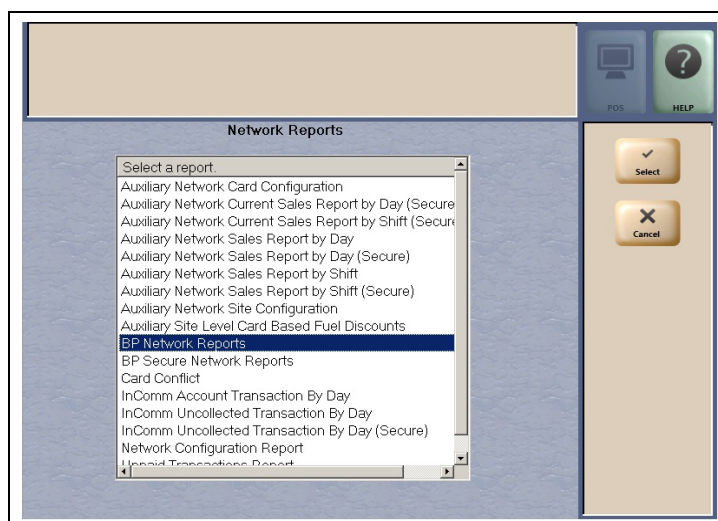 POS
?
HELP
Network Reports
Select a report.
Auxiliary Network Card Configuration
Auxiliary Network Current Sales Report by Day (Secure
Auxiliary Network Current Sales Report by Shift (Secure
Auxiliary Network Sales Report by Day
Auxiliary Network Sales Report by Day (Secure)
Auxiliary Network Sales Report by Shift
Auxiliary Network Sales Report by Shift (Secure)
Auxiliary Network Site Configuration
Auxiliary Site Level Card Based Fuel Discounts
BP Network Reports
BP Secure Network Reports
Card Conflict
InComm Account Transaction By Day
InComm Uncollected Transaction By Day
InComm Uncollected Transaction By Day (Secure)
Network Configuration Report
Unpaid Transactions Report
Select
Cancel